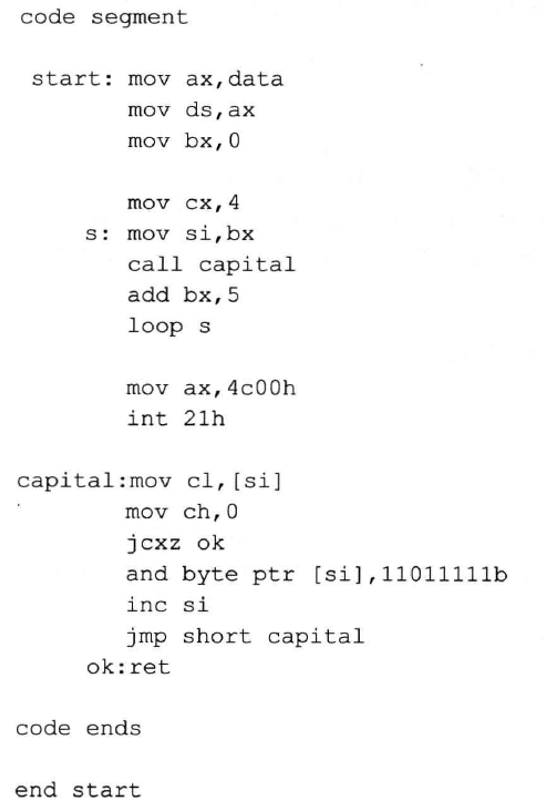 code segment
start: mov ax,data
mov ds,ax
mov bx,0
mov cx,4
s: mov si,bx
call capital
add bx,5
loop s
mov ax,4c00h
int 21h
capital:mov cl,[si]
mov ch,0
jcxz ok
and byte ptr [si],11011111b
inc si
jmp short capital
ok:ret
code ends
end start